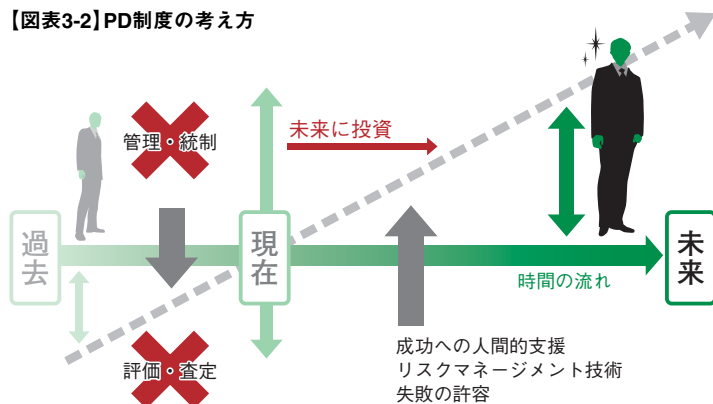 【図表3-2】PD制度の考え方
管理・統制
未来に投資
過去
現在
未来
時間の流れ
評価・査定
成功への人間的支援
リスクマネージメント技術
失敗の許容